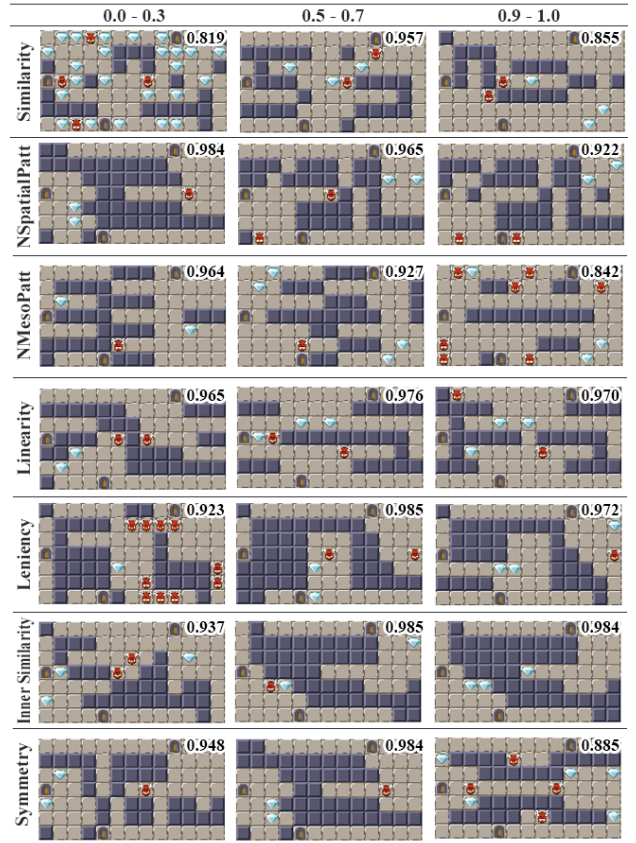 0.0 - 0.3 0.5 - 0.7 0.9 - 1.0
Similarity 0.819 0.957 0.855
NSpatialPatt 0.984 0.965 0.922
NMesoPatt 0.964 0.927 0.842
Linearity 0.965 0.976 0.970
Leniency 0.923 0.985 0.972
Inner Similarity 0.937 0.985 0.984
Symmetry 0.948 0.984 0.885